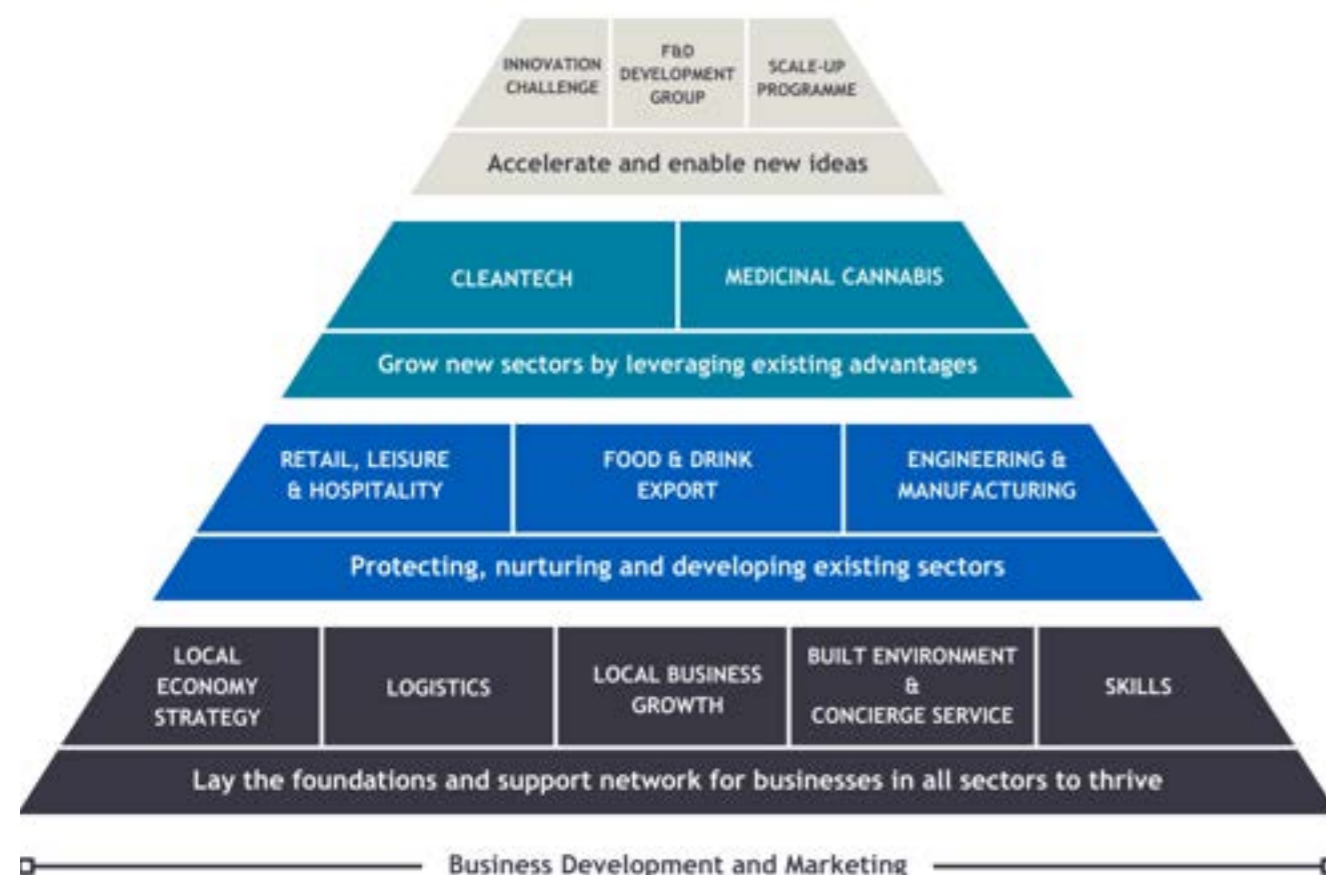 INNOVATION
CHALLENGE
F&D
DEVELOPMENT
GROUP
SCALE-UP
PROGRAMME
Accelerate and enable new ideas
CLEANTECH
MEDICINAL CANNABIS
Grow new sectors by leveraging existing advantages
RETAIL, LEISURE
& HOSPITALITY
FOOD & DRINK
EXPORT
ENGINEERING &
MANUFACTURING
Protecting, nurturing and developing existing sectors
LOCAL
ECONOMY
STRATEGY
LOGISTICS
LOCAL BUSINESS
GROWTH
BUILT ENVIRONMENT
&
CONCIERGE SERVICE
SKILLS
Lay the foundations and support network for businesses in all sectors to thrive
Business Development and Marketing